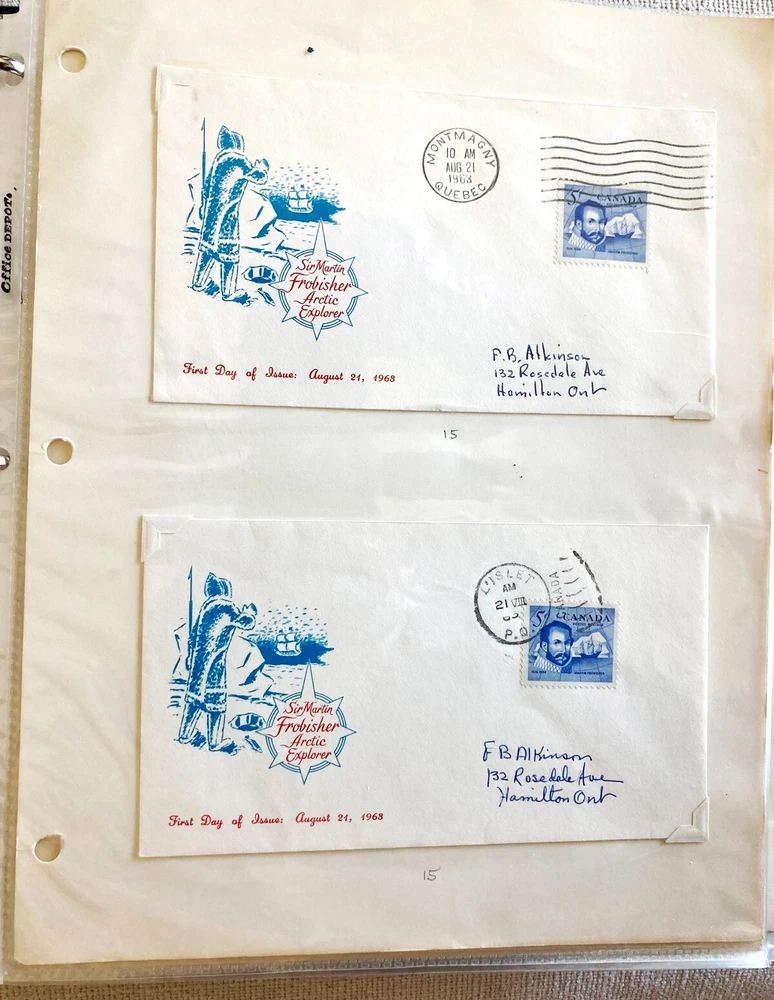 Office DEPOT®,
MONTMAGNY
10 AM
AUG 21
1963
QUEBEC
5¢ CANADA
Sir Martin
Frobisher
Arctic
Explorer
First Day of Issue: August 21, 1963
F.B. Atkinson
132 Rosedale Ave
Hamilton Ont
15
L'ISLET
AM
21 VIII
63
P.Q.
CANADA
5¢ CANADA
Sir Martin
Frobisher
Arctic
Explorer
First Day of Issue: August 21, 1963
F B Atkinson
132 Rosedale Ave
Hamilton Ont
15